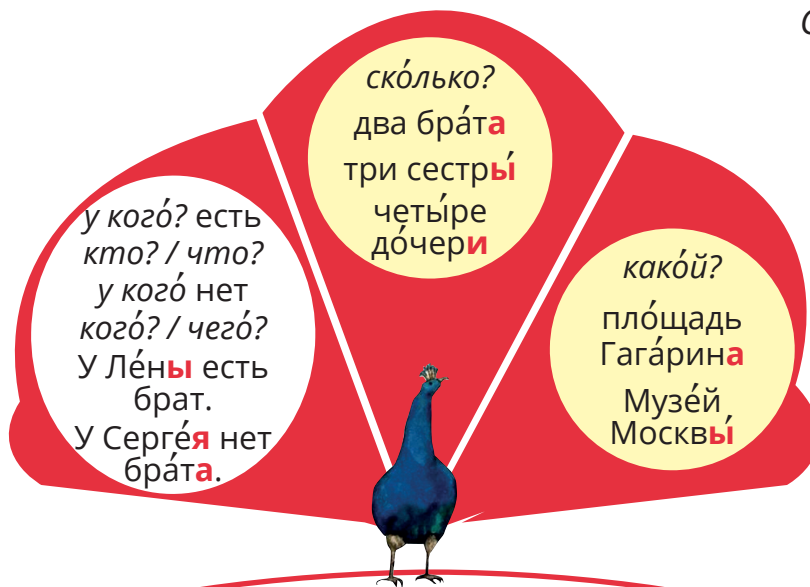 ско́лько?
два бра́та
три сестры́
четы́ре
до́чери
у кого́? есть
кто? / что?
у кого́ нет
кого́? / чего́?
У Ле́ны есть
брат.
У Серге́я нет
бра́та.
како́й?
пло́щадь
Гага́рина
Музе́й
Москвы́